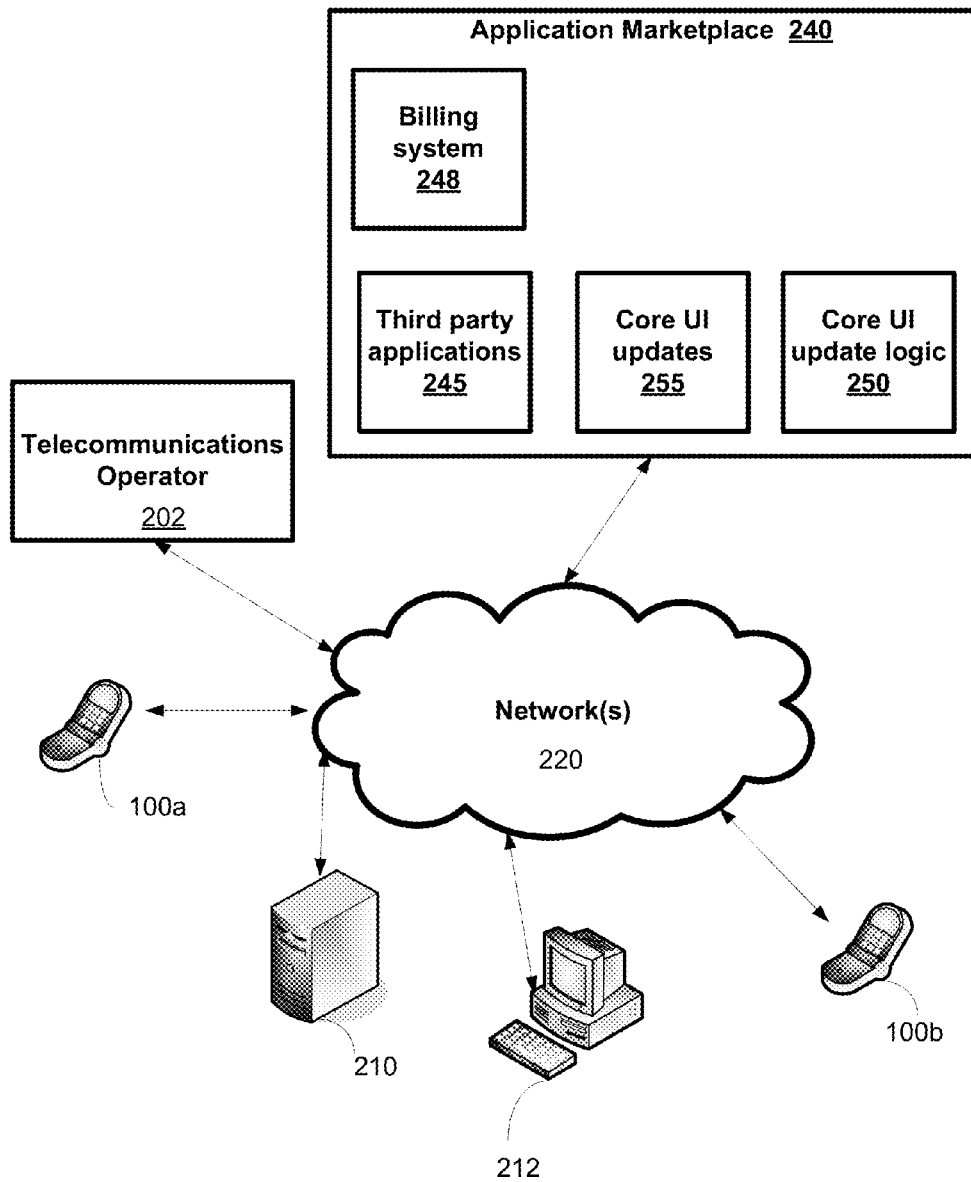 Application Marketplace 240
Billing
system
248
Third party
applications
245
Core UI
updates
255
Core UI
update logic
250
Telecommunications
Operator
202
Network(s)
220
100a
210
212
100b